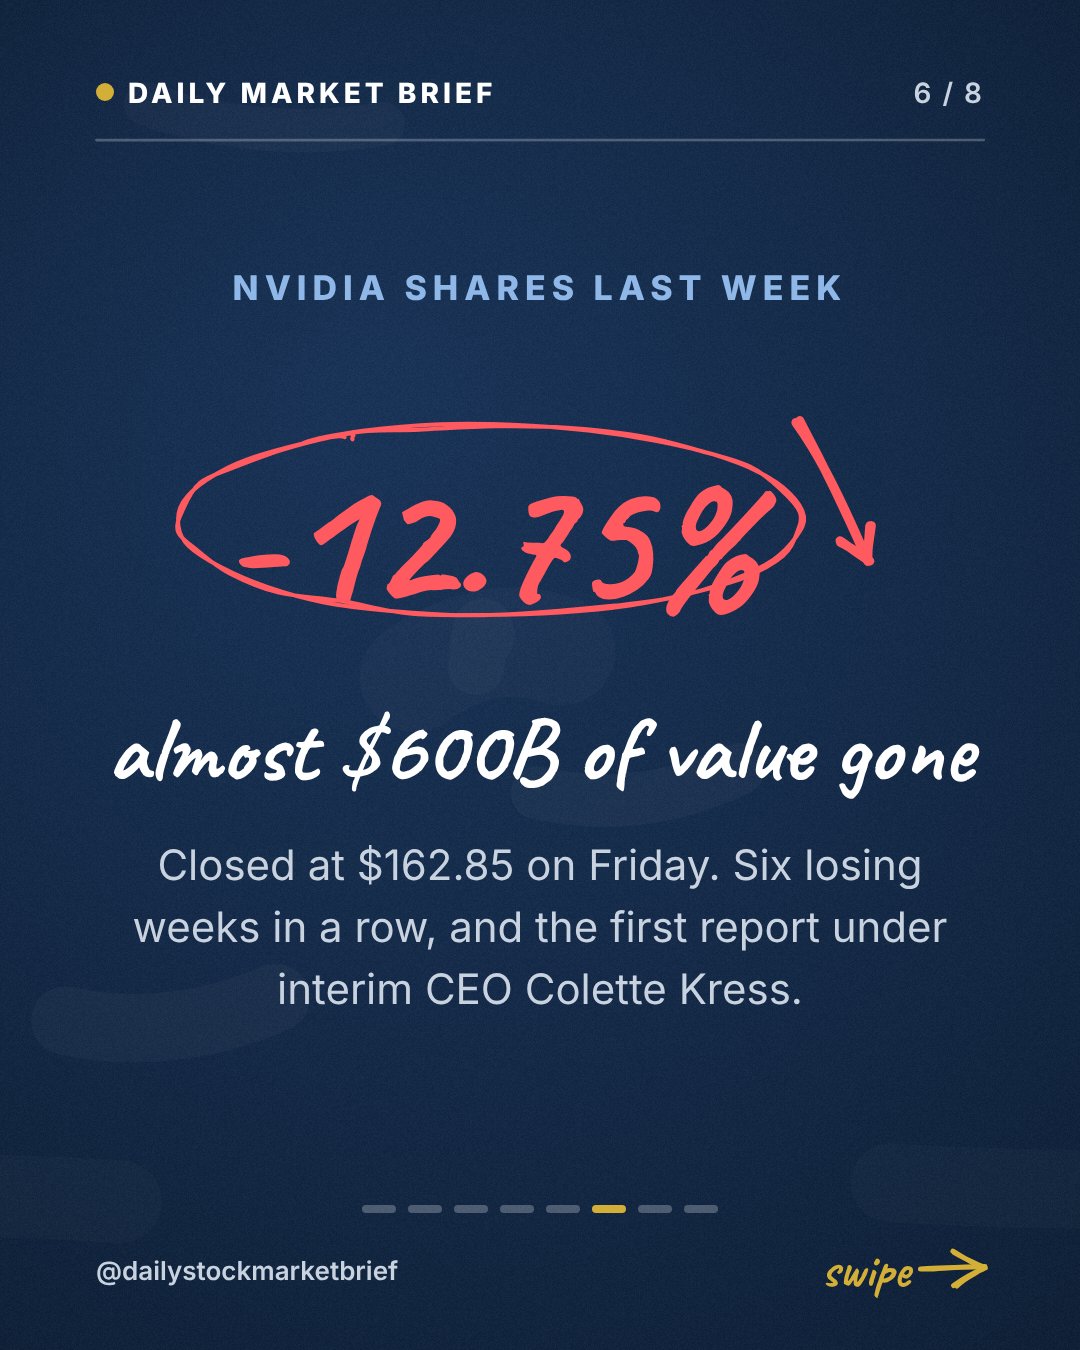 DAILY MARKET BRIEF
6 / 8
NVIDIA SHARES LAST WEEK
-12.75%
almost $600B of value gone
Closed at $162.85 on Friday. Six losing
weeks in a row, and the first report under
interim CEO Colette Kress.
@dailystockmarketbrief
swipe